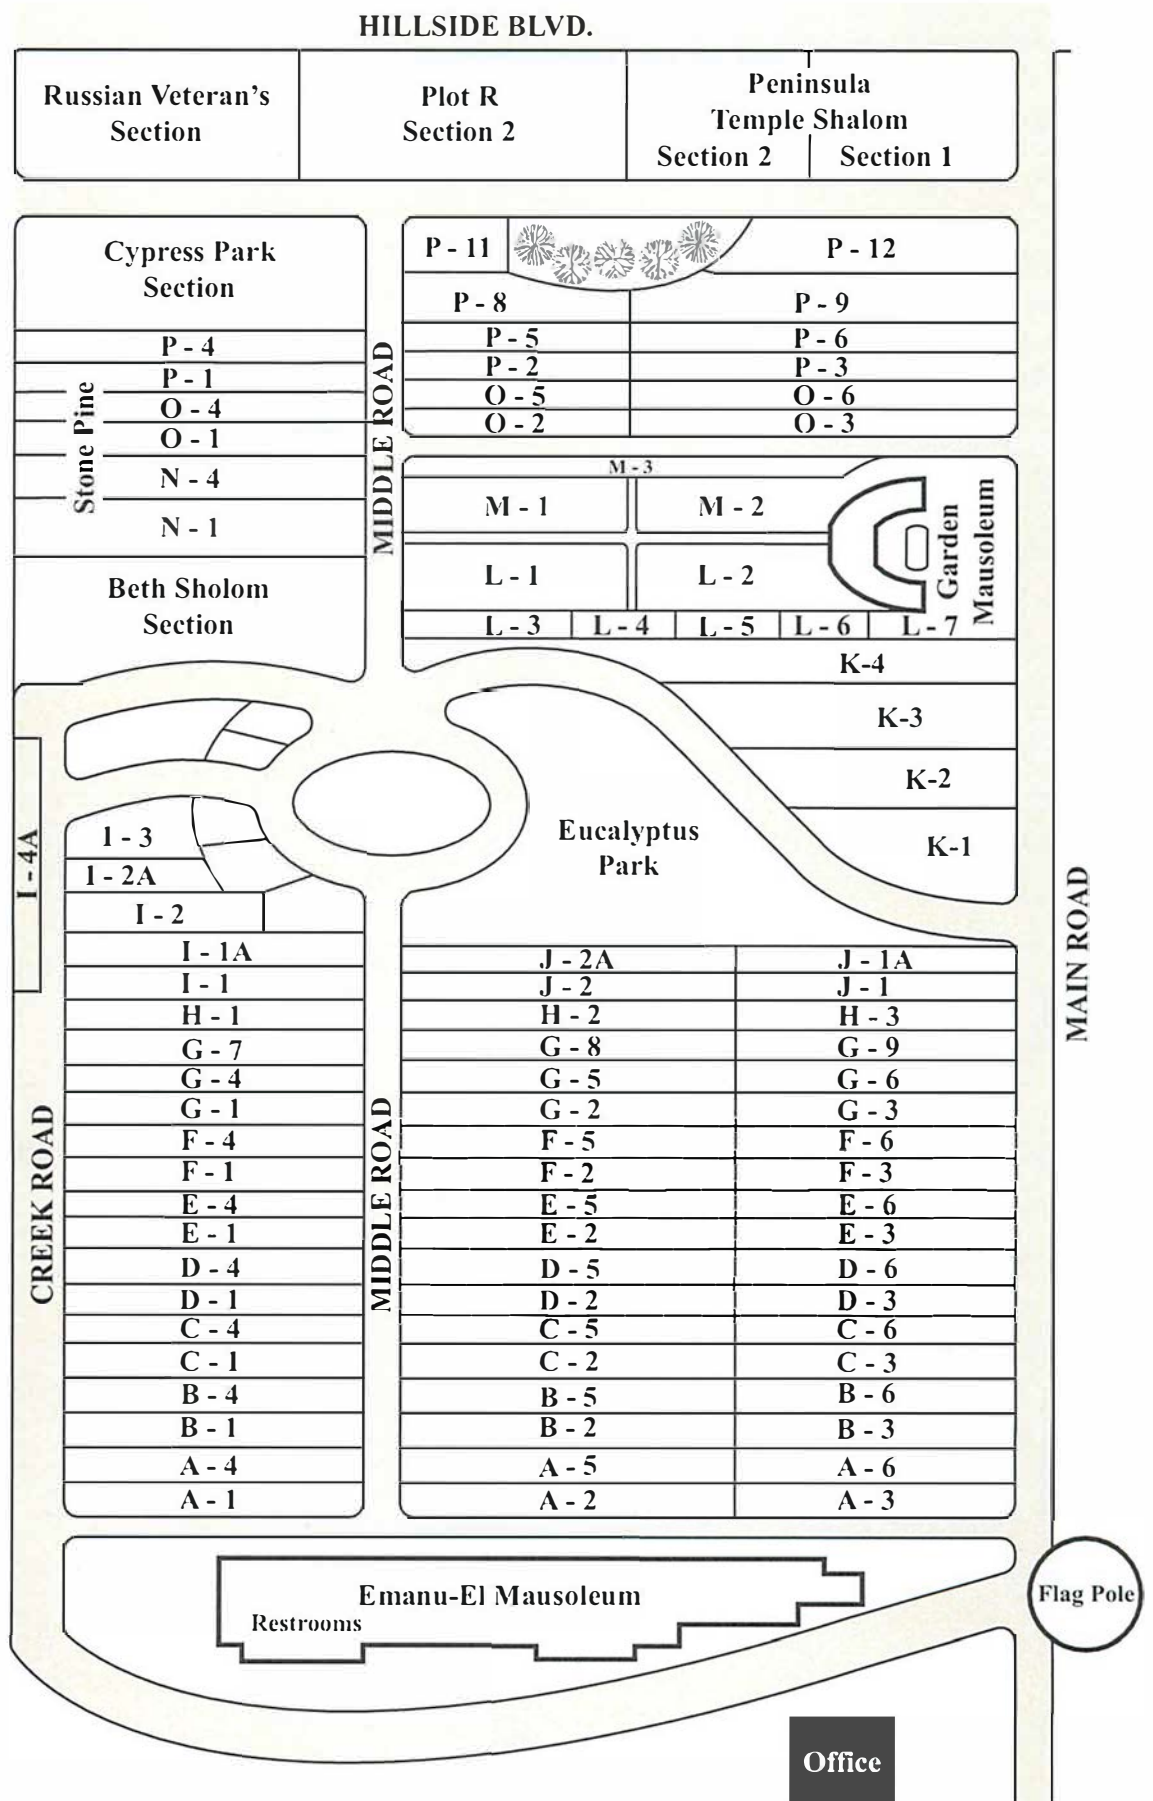 HILLSIDE BLVD.
Russian Veteran's
Section
Plot R
Section 2
Peninsula
Temple Shalom
Section 2
Section 1
Cypress Park
Section
P - 11
P - 12
P - 8
P - 9
P - 4
P - 5
P - 6
P - 1
P - 2
P - 3
O - 4
O - 5
O - 6
O - 1
O - 2
O - 3
Stone Pine
MIDDLE ROAD
N - 4
N - 1
M - 3
M - 1
M - 2
Garden
Mausoleum
Beth Sholom
Section
L - 1
L - 2
L - 3
L - 4
L - 5
L - 6
L - 7
K-4
K-3
K-2
K-1
Eucalyptus
Park
I - 4A
I - 3
I - 2A
I - 2
MAIN ROAD
I - 1A
J - 2A
J - 1A
I - 1
J - 2
J - 1
H - 1
H - 2
H - 3
G - 7
G - 8
G - 9
G - 4
G - 5
G - 6
G - 1
G - 2
G - 3
CREEK ROAD
MIDDLE ROAD
F - 4
F - 5
F - 6
F - 1
F - 2
F - 3
E - 4
E - 5
E - 6
E - 1
E - 2
E - 3
D - 4
D - 5
D - 6
D - 1
D - 2
D - 3
C - 4
C - 5
C - 6
C - 1
C - 2
C - 3
B - 4
B - 5
B - 6
B - 1
B - 2
B - 3
A - 4
A - 5
A - 6
A - 1
A - 2
A - 3
Emanu-El Mausoleum
Restrooms
Flag Pole
Office